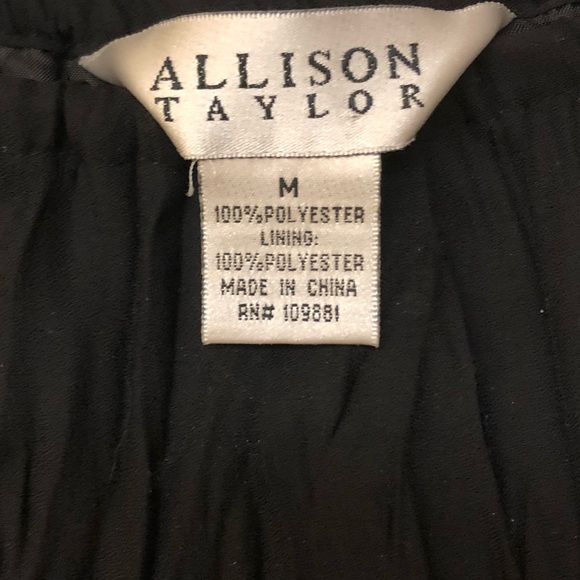 ALLISON
TAYLOR
M
100%POLYESTER
LINING:
100%POLYESTER
MADE IN CHINA
RN# 109881